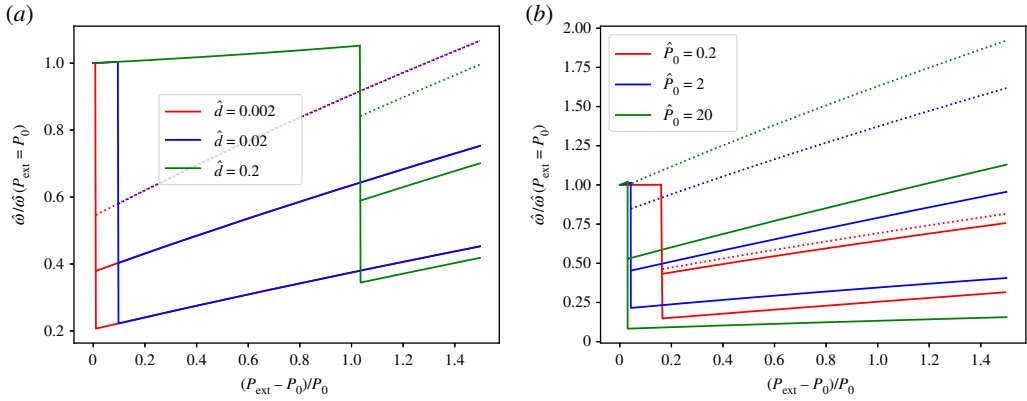 (a)
ω̂/ω̂ (P_ext = P_0)
1.0
0.8
0.6
0.4
0.2
d̂ = 0.002
d̂ = 0.02
d̂ = 0.2
0 0.2 0.4 0.6 0.8 1.0 1.2 1.4
(P_ext – P_0)/P_0
(b)
ω̂/ω̂ (P_ext = P_0)
2.00
1.75
1.50
1.25
1.00
0.75
0.50
0.25
0
P̂_0 = 0.2
P̂_0 = 2
P̂_0 = 20
0 0.2 0.4 0.6 0.8 1.0 1.2 1.4
(P_ext – P_0)/P_0